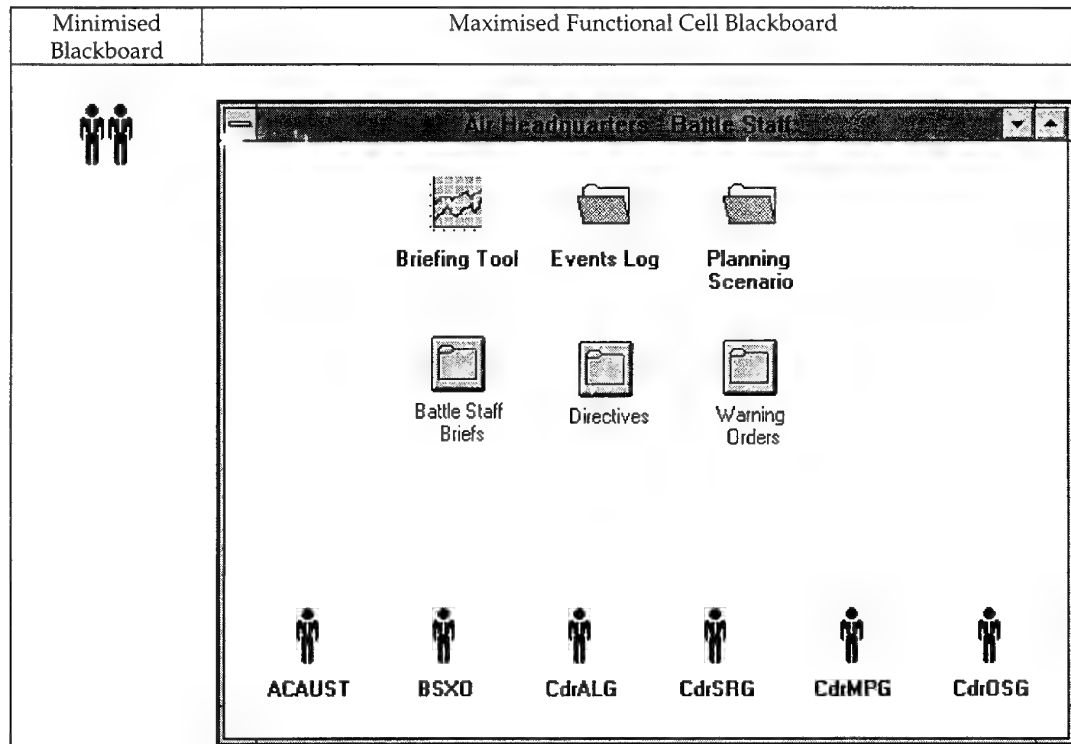 Minimised
Blackboard
Maximised Functional Cell Blackboard
Air Headquarters - Battle Staff
Briefing Tool
Events Log
Planning
Scenario
Battle Staff
Briefs
Directives
Warning
Orders
ACAUST
BSXO
CdrALG
CdrSRG
CdrMPG
CdrOSG